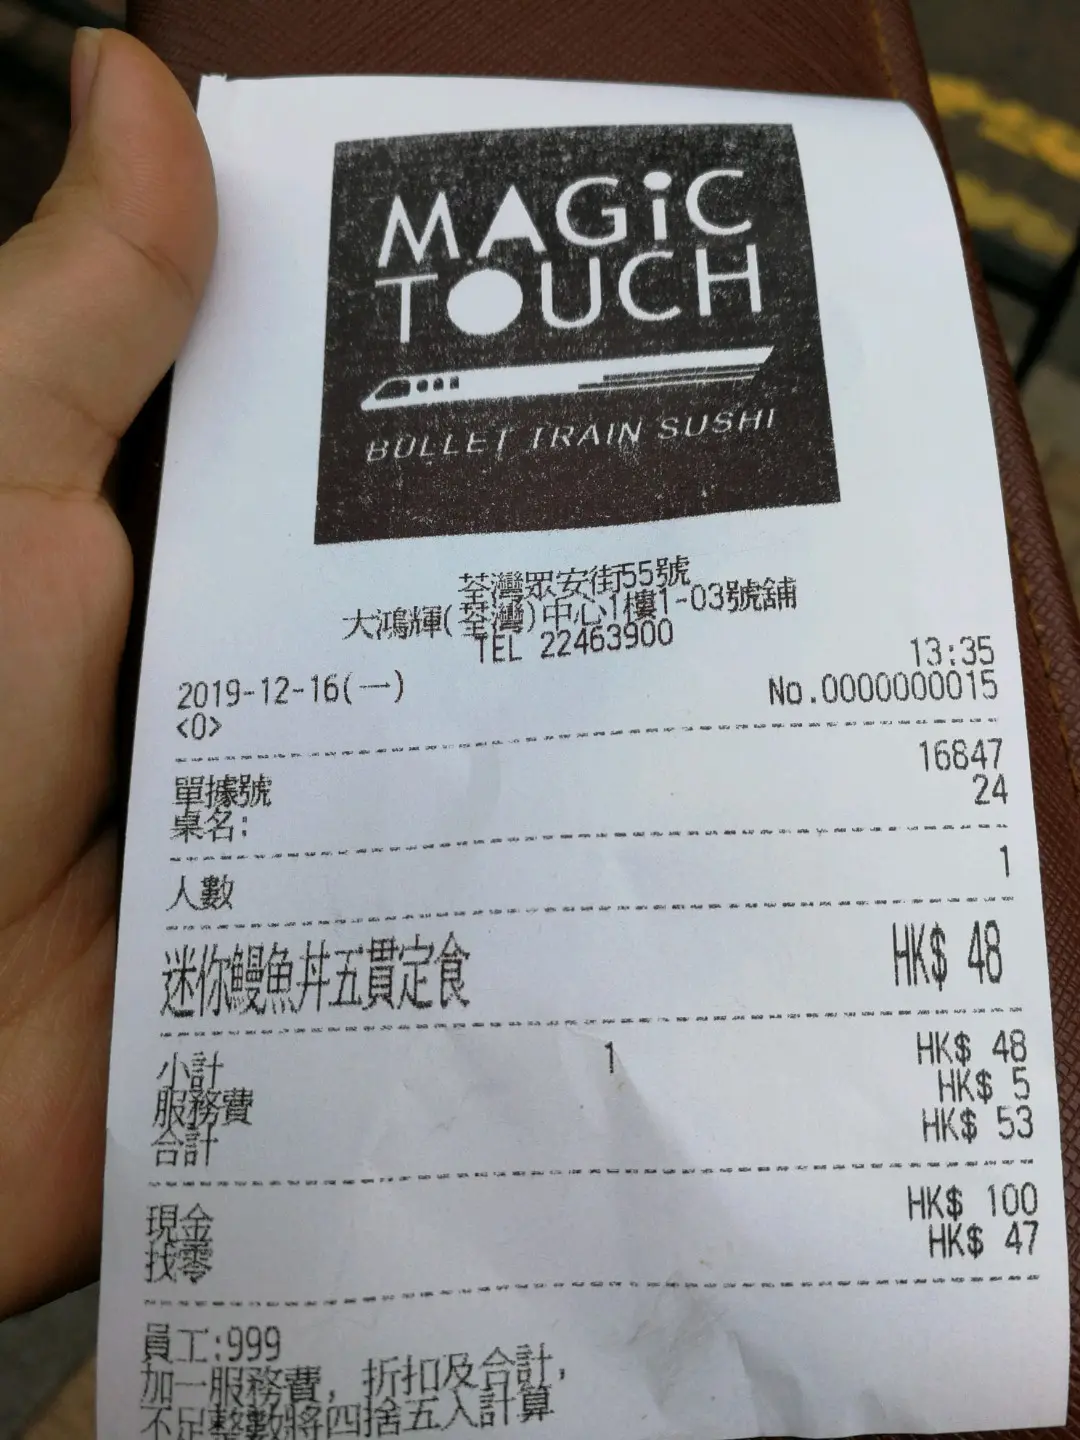 MAGiC
TOUCH
BULLET TRAIN SUSHI
荃灣眾安街55號
大鴻輝(荃灣)中心1樓1-03號舖
TEL 22463900
13:35
2019-12-16(一)
No.0000000015
<0>
單據號 16847
桌名: 24
人數 1
迷你鰻魚丼五貫定食 HK$ 48
小計 1 HK$ 48
服務費 HK$ 5
合計 HK$ 53
現金 HK$ 100
找零 HK$ 47
員工:999
加一服務費, 折扣及合計,
不足整數將四捨五入計算